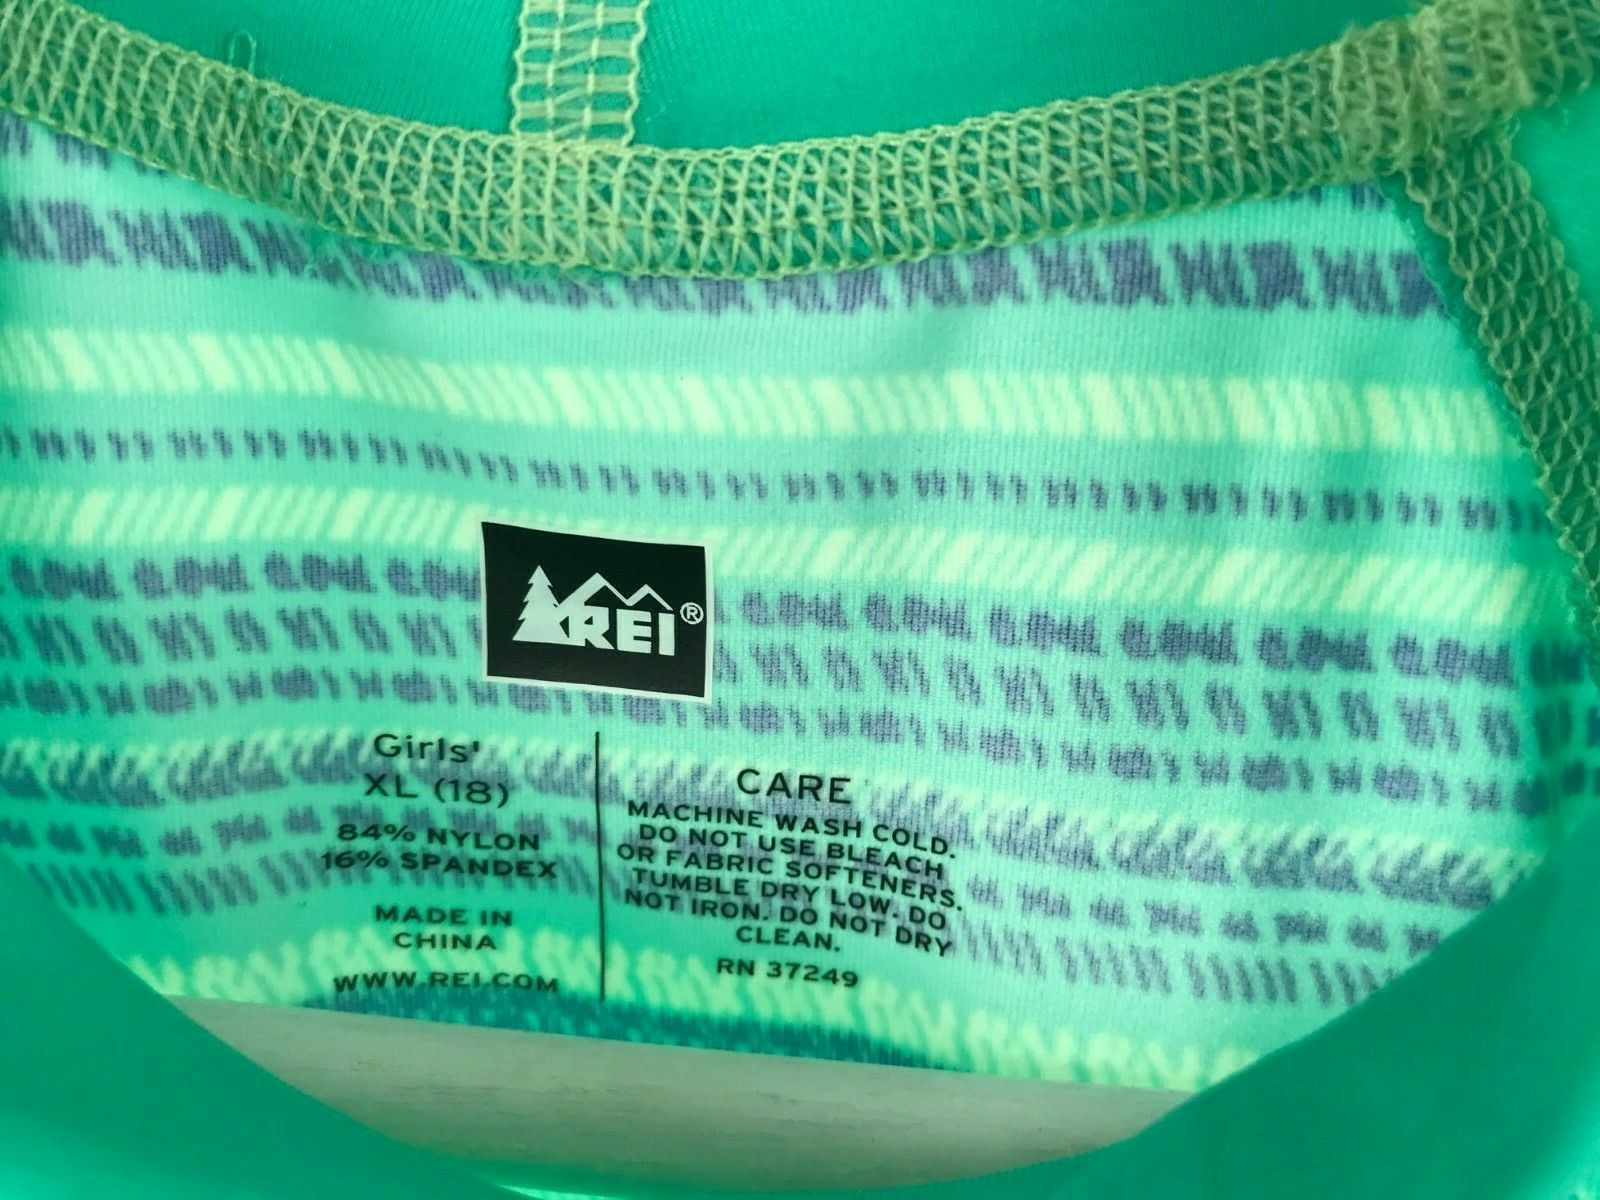 REI®
Girls'
XL (18)
84% NYLON
16% SPANDEX
MADE IN
CHINA
WWW.REI.COM
CARE
MACHINE WASH COLD.
DO NOT USE BLEACH
OR FABRIC SOFTENERS.
TUMBLE DRY LOW. DO
NOT IRON. DO NOT DRY
CLEAN.
RN 37249